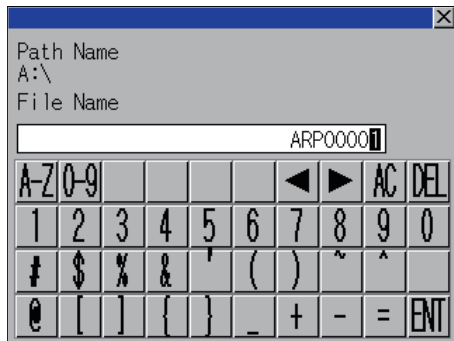 Path Name
A:\
File Name
ARP00001
A-Z 0-9 ◀ ▶ AC DEL
1 2 3 4 5 6 7 8 9 0
# $ % & ' ( ) ~ ^
@ [ ] { } _ + - = ENT